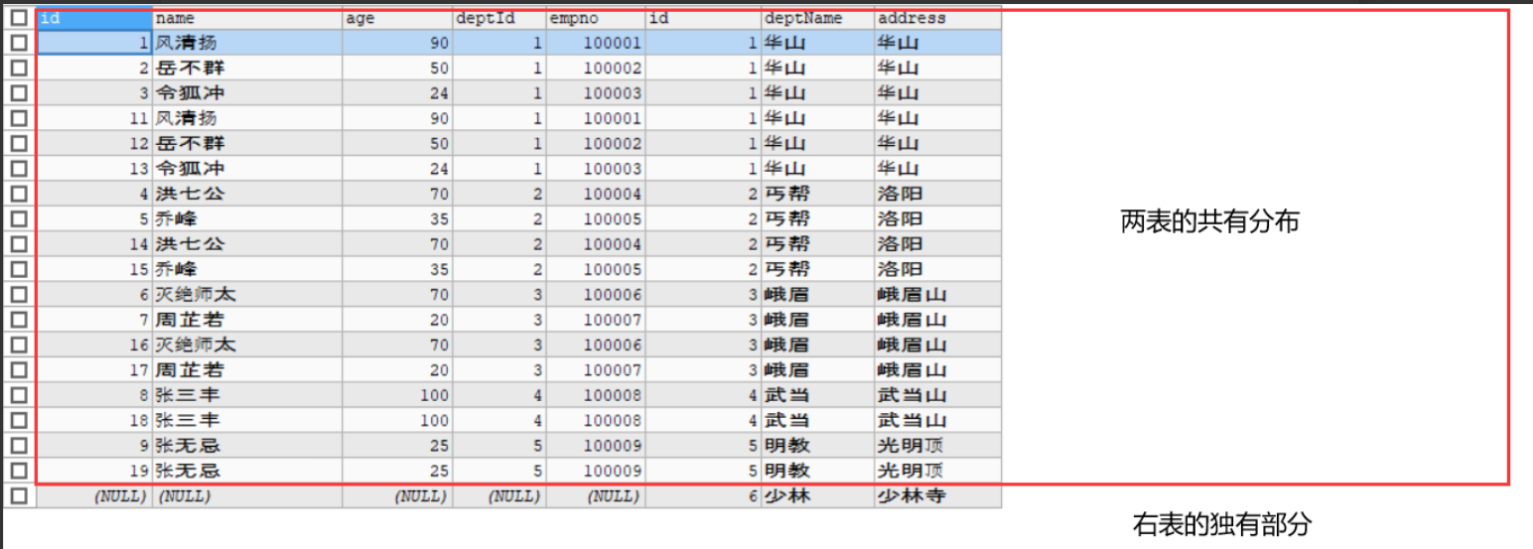 id name age deptId empno id deptName address
1 风清扬 90 1 100001 1 华山 华山
2 岳不群 50 1 100002 1 华山 华山
3 令狐冲 24 1 100003 1 华山 华山
11 风清扬 90 1 100001 1 华山 华山
12 岳不群 50 1 100002 1 华山 华山
13 令狐冲 24 1 100003 1 华山 华山
4 洪七公 70 2 100004 2 丐帮 洛阳
5 乔峰 35 2 100005 2 丐帮 洛阳
14 洪七公 70 2 100004 2 丐帮 洛阳
15 乔峰 35 2 100005 2 丐帮 洛阳
6 灭绝师太 70 3 100006 3 峨眉 峨眉山
7 周芷若 20 3 100007 3 峨眉 峨眉山
16 灭绝师太 70 3 100006 3 峨眉 峨眉山
17 周芷若 20 3 100007 3 峨眉 峨眉山
8 张三丰 100 4 100008 4 武当 武当山
18 张三丰 100 4 100008 4 武当 武当山
9 张无忌 25 5 100009 5 明教 光明顶
19 张无忌 25 5 100009 5 明教 光明顶
(NULL) (NULL) (NULL) (NULL) (NULL) 6 少林 少林寺
两表的共有分布
右表的独有部分